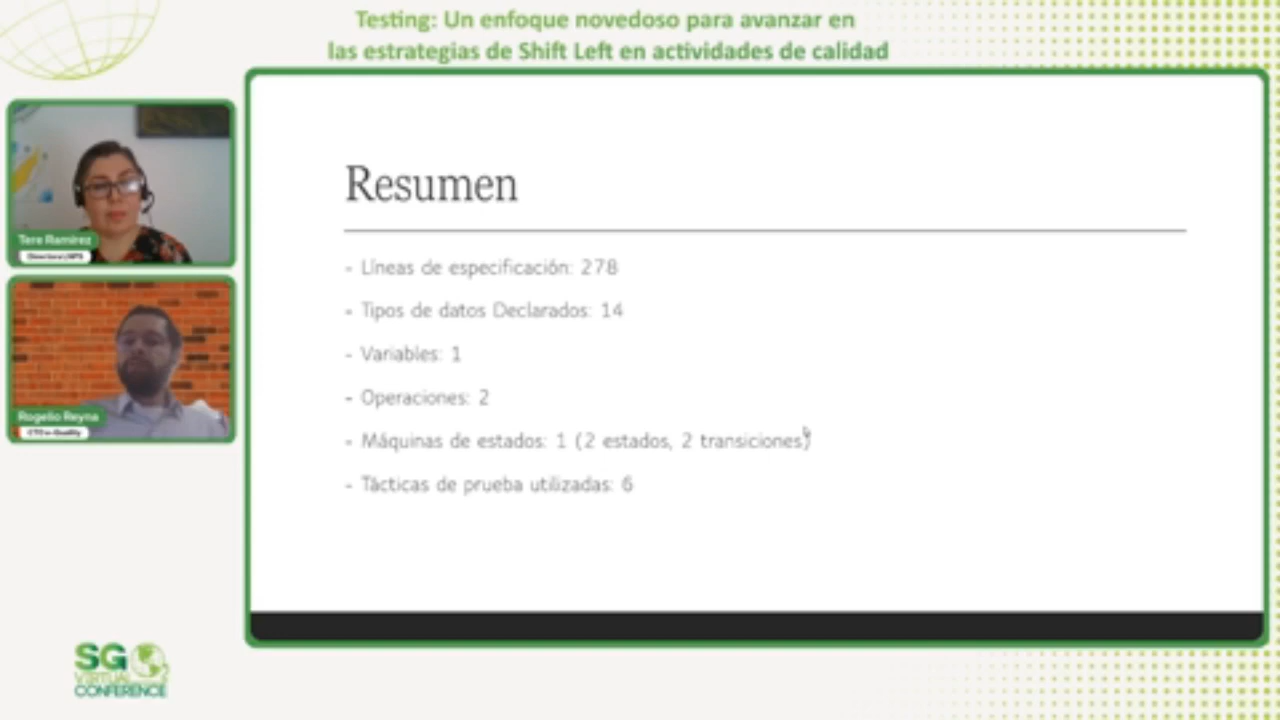 Testing: Un enfoque novedoso para avanzar en
las estrategias de Shift Left en actividades de calidad
Tere Ramírez
Rogelio Reyna
CTO e-Quallity
Resumen
- Líneas de especificación: 278
- Tipos de datos Declarados: 14
- Variables: 1
- Operaciones: 2
- Máquinas de estados: 1 (2 estados, 2 transiciones)
- Tácticas de prueba utilizadas: 6
SG
VIRTUAL
CONFERENCE